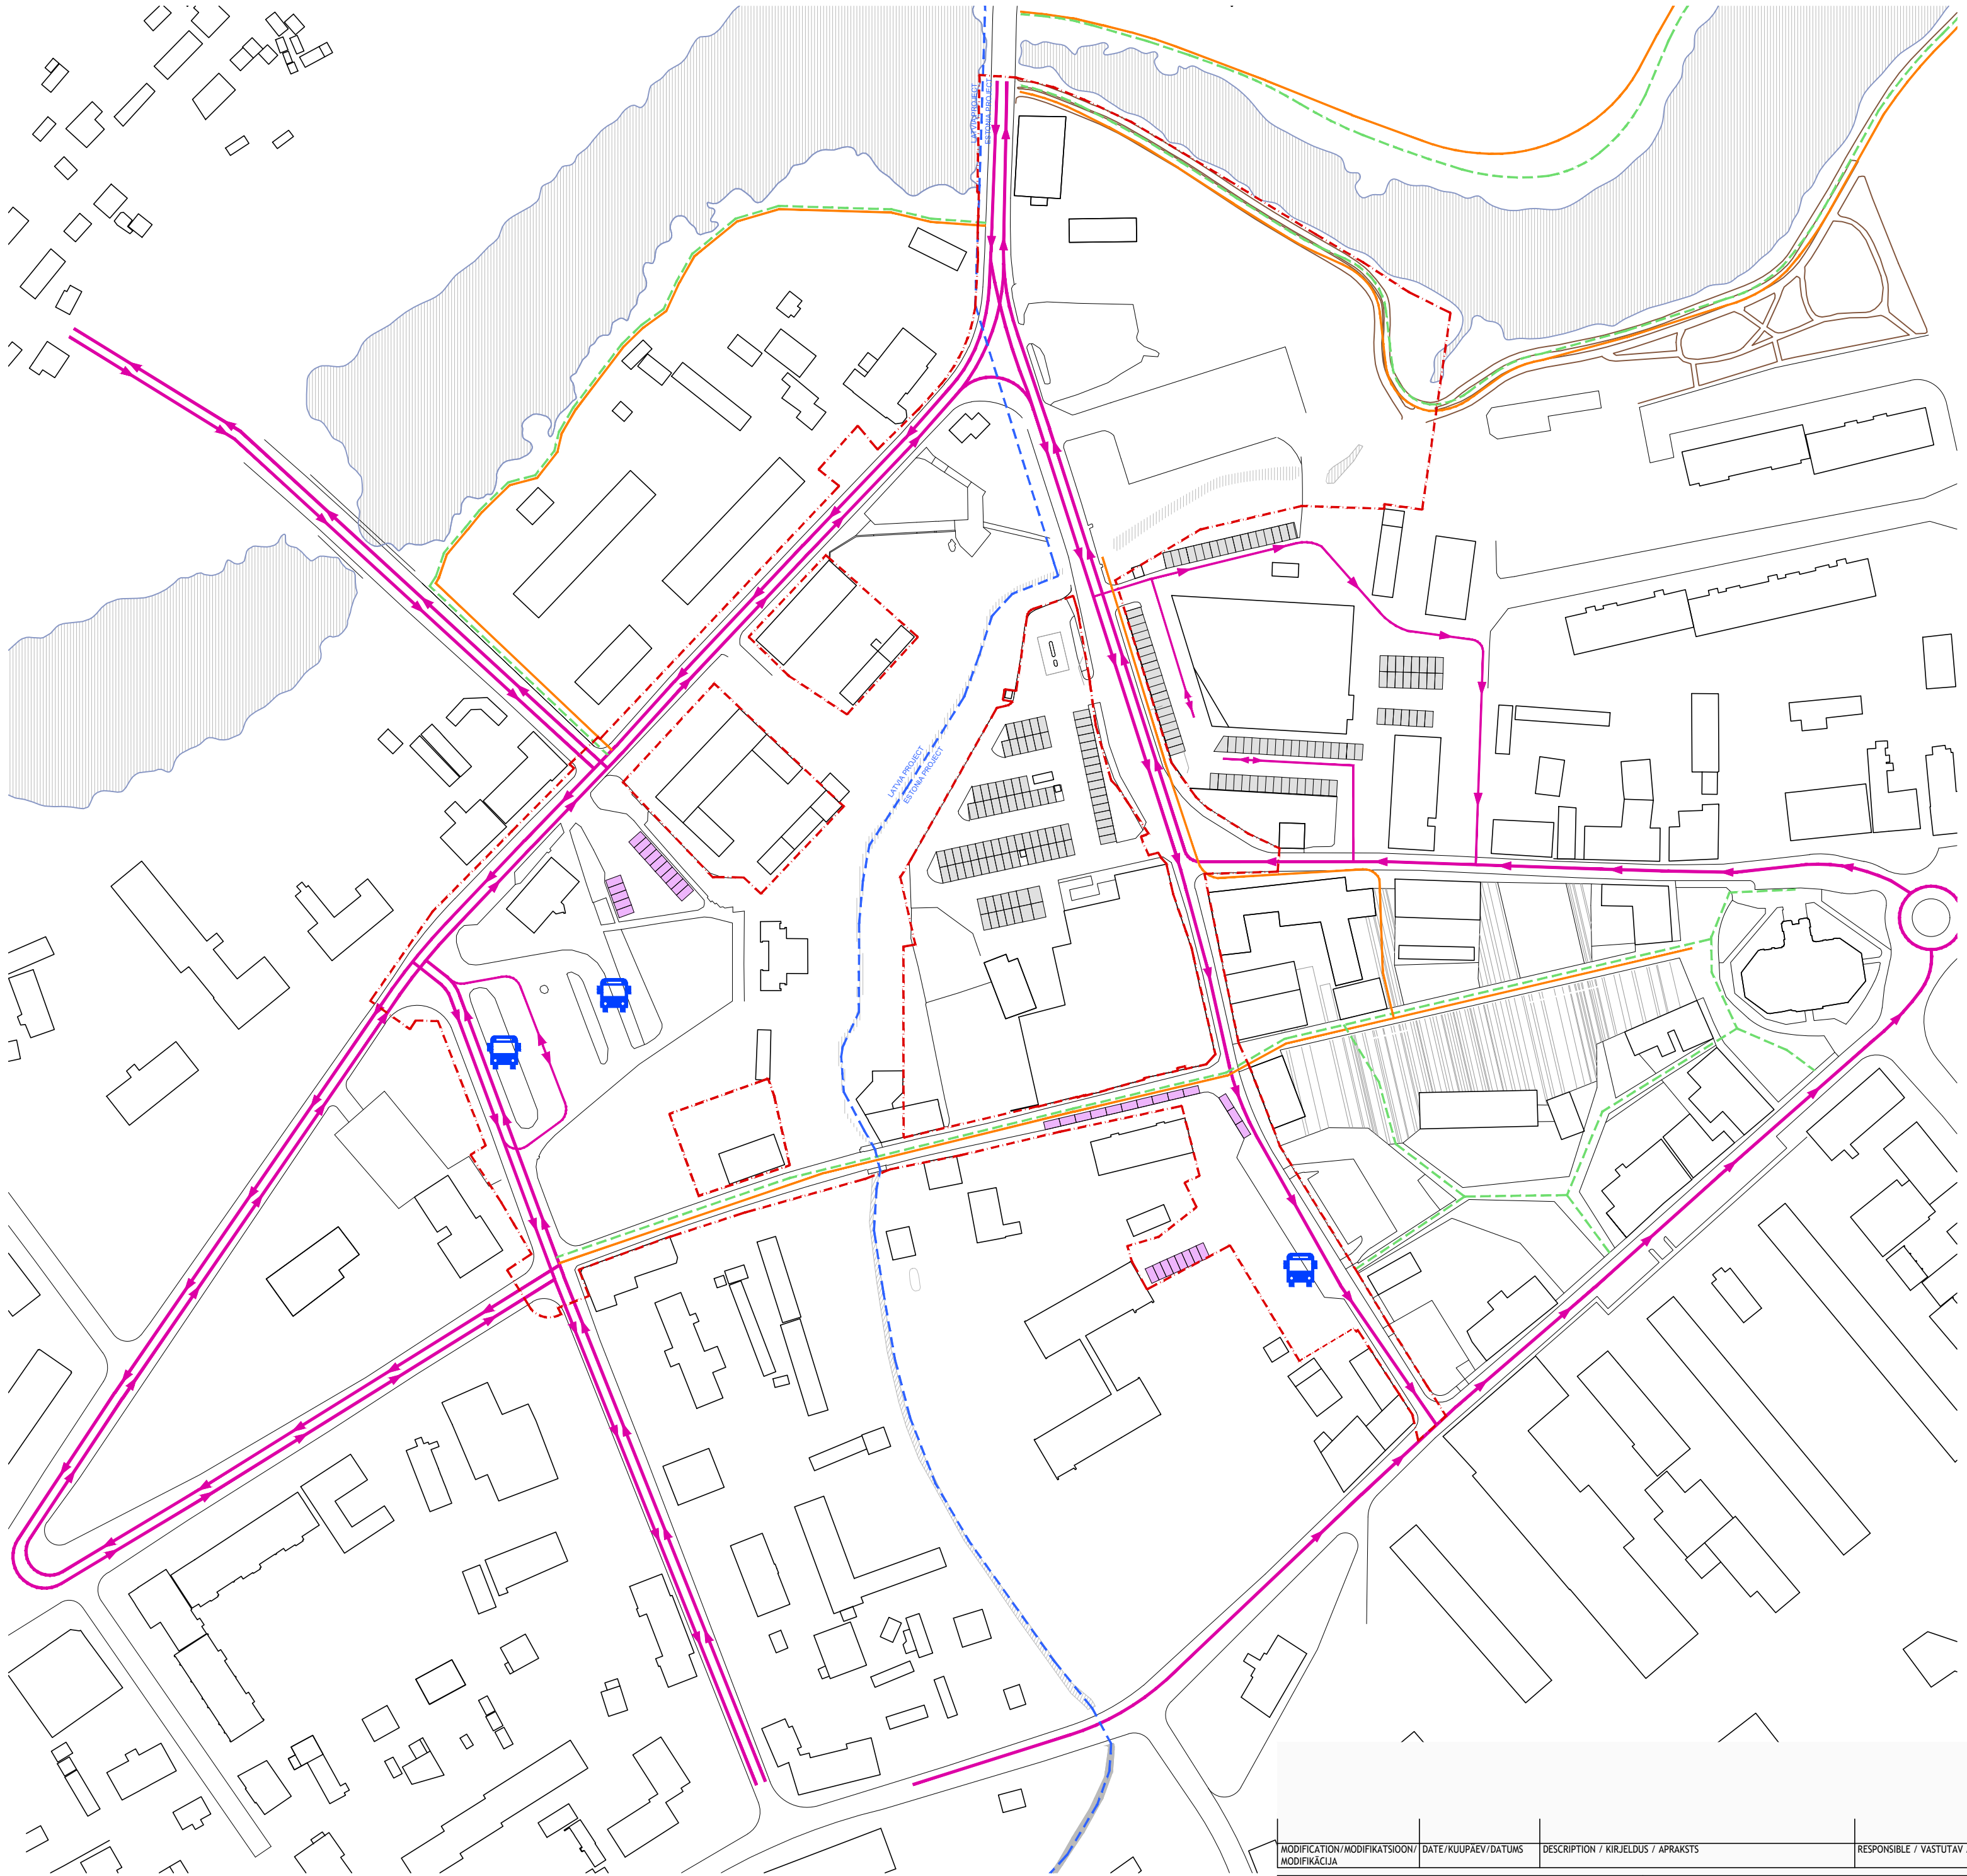 LATVIA PROJECT
ESTONIA PROJECT
LATVIA PROJECT
ESTONIA PROJECT
MODIFICATION/MODIFIKATSIOON/ DATE/KUUPÄEV/DATUMS DESCRIPTION / KIRJELDUS / APRAKSTS RESPONSIBLE / VASTUTAV
MODIFIKĀCIJA